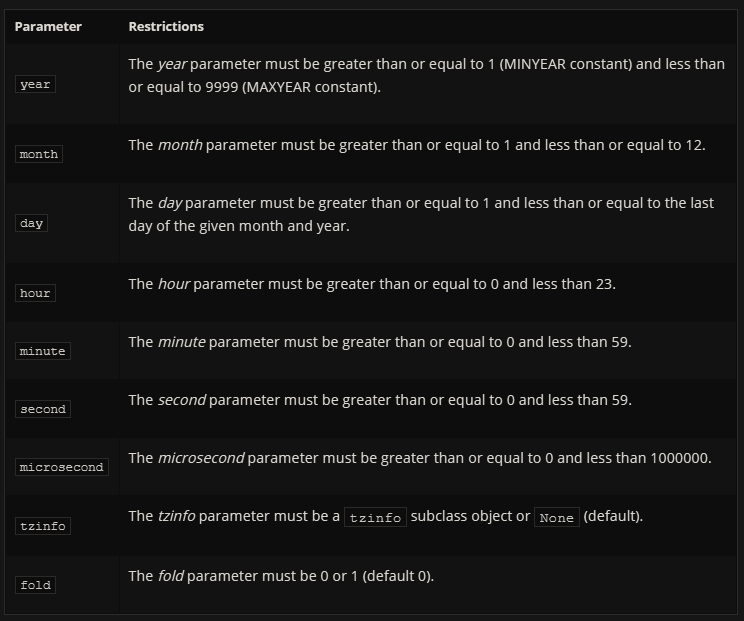 Parameter Restrictions
The year parameter must be greater than or equal to 1 (MINYEAR constant) and less than
year
or equal to 9999 (MAXYEAR constant).
month
The month parameter must be greater than or equal to 1 and less than or equal to 12.
The day parameter must be greater than or equal to 1 and less than or equal to the last
day
day of the given month and year.
hour
The hour parameter must be greater than or equal to 0 and less than 23.
minute
The minute parameter must be greater than or equal to 0 and less than 59.
second
The second parameter must be greater than or equal to 0 and less than 59.
microsecond
The microsecond parameter must be greater than or equal to 0 and less than 1000000.
tzinfo
The tzinfo parameter must be a tzinfo subclass object or None (default).
fold
The fold parameter must be 0 or 1 (default 0).